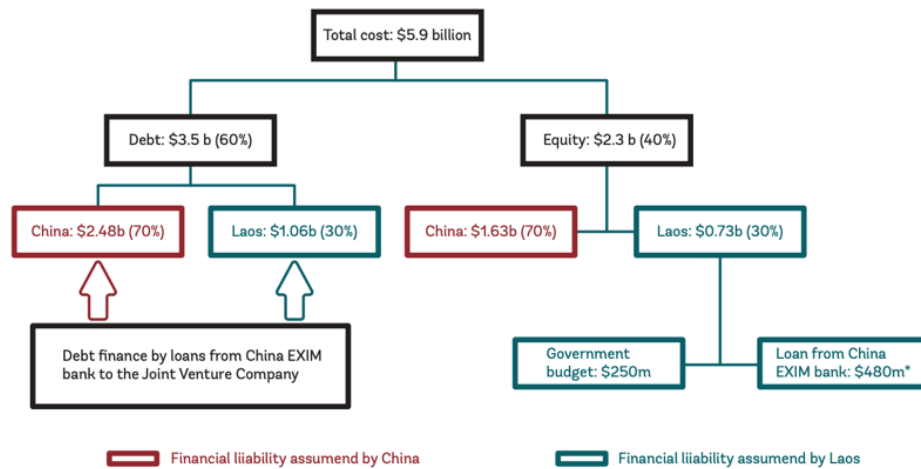 Total cost: $5.9 billion
Debt: $3.5 b (60%)
Equity: $2.3 b (40%)
China: $2.48b (70%)
Laos: $1.06b (30%)
China: $1.63b (70%)
Laos: $0.73b (30%)
Debt finance by loans from China EXIM
bank to the Joint Venture Company
Government
budget: $250m
Loan from China
EXIM bank: $480m*
Financial liiability assumend by China
Financial liiability assumend by Laos